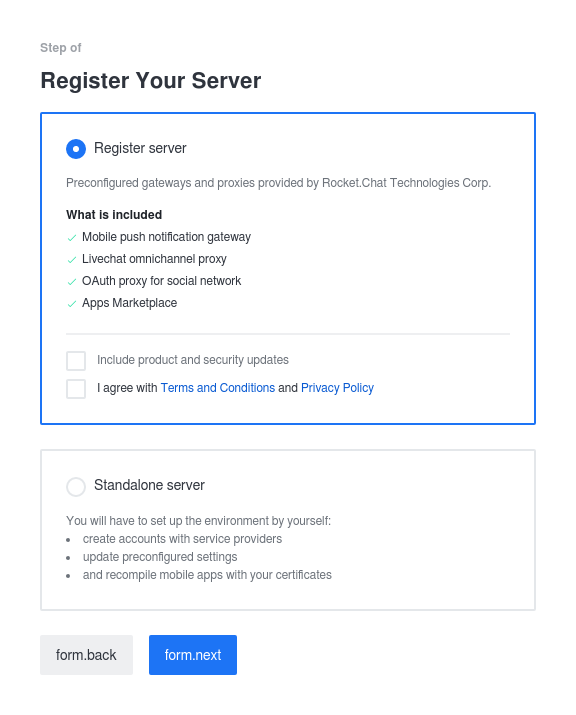 Step of
Register Your Server
Register server
Preconfigured gateways and proxies provided by Rocket.Chat Technologies Corp.
What is included
Mobile push notification gateway
Livechat omnichannel proxy
OAuth proxy for social network
Apps Marketplace
Include product and security updates
I agree with Terms and Conditions and Privacy Policy
Standalone server
You will have to set up the environment by yourself:
create accounts with service providers
update preconfigured settings
and recompile mobile apps with your certificates
form.back form.next